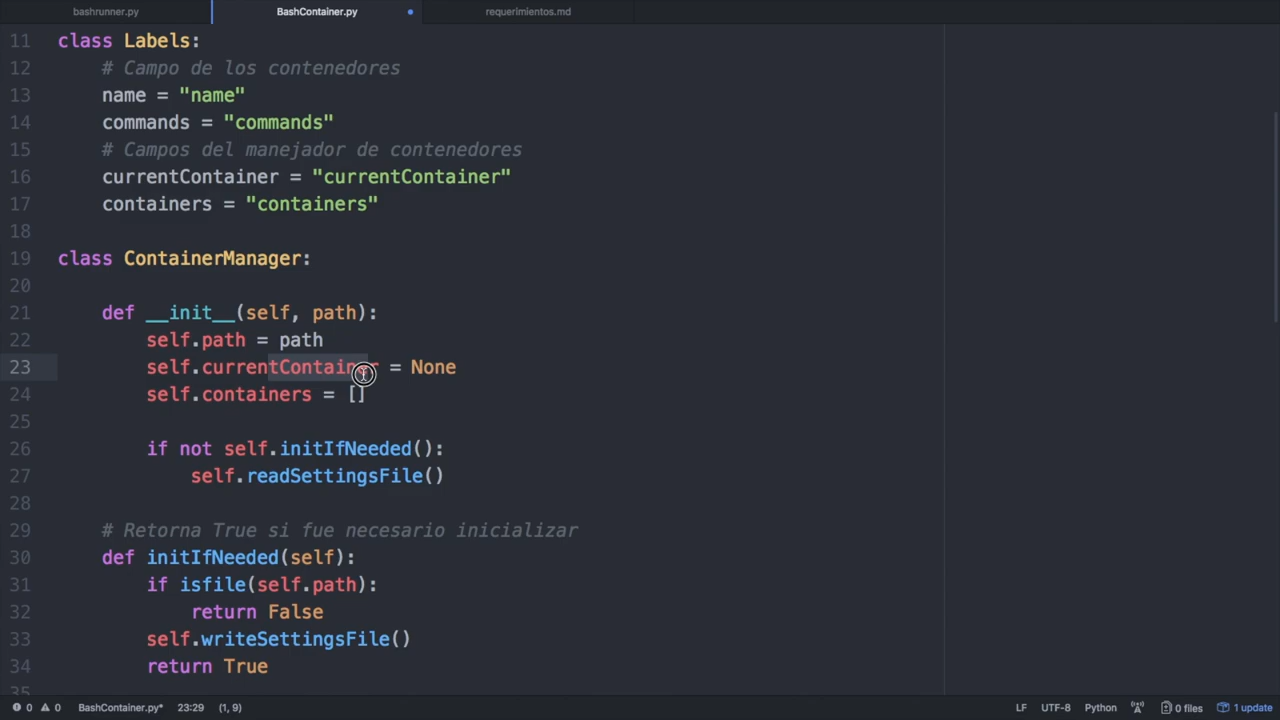 bashrunner.py BashContainer.py requerimientos.md
11 class Labels:
12 # Campo de los contenedores
13 name = "name"
14 commands = "commands"
15 # Campos del manejador de contenedores
16 currentContainer = "currentContainer"
17 containers = "containers"
18
19 class ContainerManager:
20
21 def __init__(self, path):
22 self.path = path
23 self.currentContainer = None
24 self.containers = []
25
26 if not self.initIfNeeded():
27 self.readSettingsFile()
28
29 # Retorna True si fue necesario inicializar
30 def initIfNeeded(self):
31 if isfile(self.path):
32 return False
33 self.writeSettingsFile()
34 return True
35
0 0 BashContainer.py* 23:29 (1, 9) LF UTF-8 Python 0 files 1 update